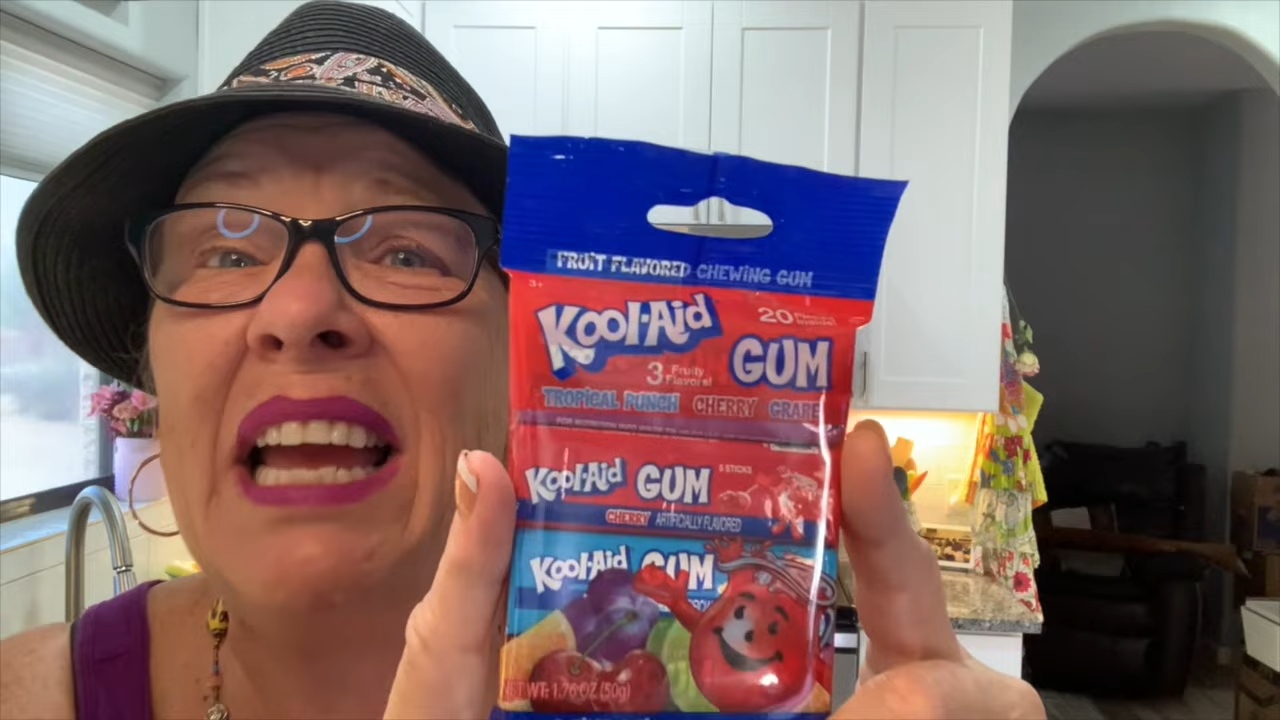 FRUIT FLAVORED CHEWING GUM
3+
Kool-Aid
20
GUM
3 Fruity Flavors!
TROPICAL PUNCH CHERRY GRAPE
Kool-Aid GUM
5 STICKS
CHERRY ARTIFICIALLY FLAVORED
Kool-Aid GUM
NET WT: 1.76 OZ (50g)